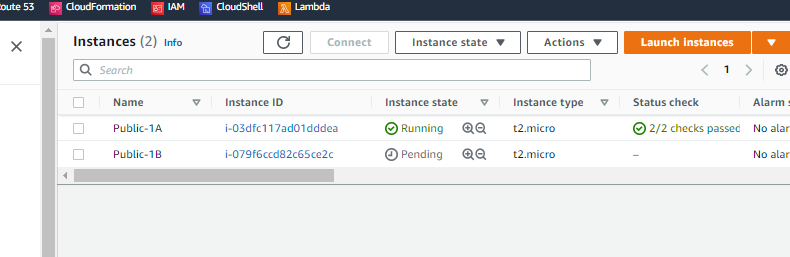 Route 53 CloudFormation IAM CloudShell Lambda
Instances (2) Info Connect Instance state Actions Launch instances
Search 1
Name Instance ID Instance state Instance type Status check Alarm s
Public-1A i-03dfc117ad01dddea Running t2.micro 2/2 checks passed No alar
Public-1B i-079f6ccd82c65ce2c Pending t2.micro – No alar